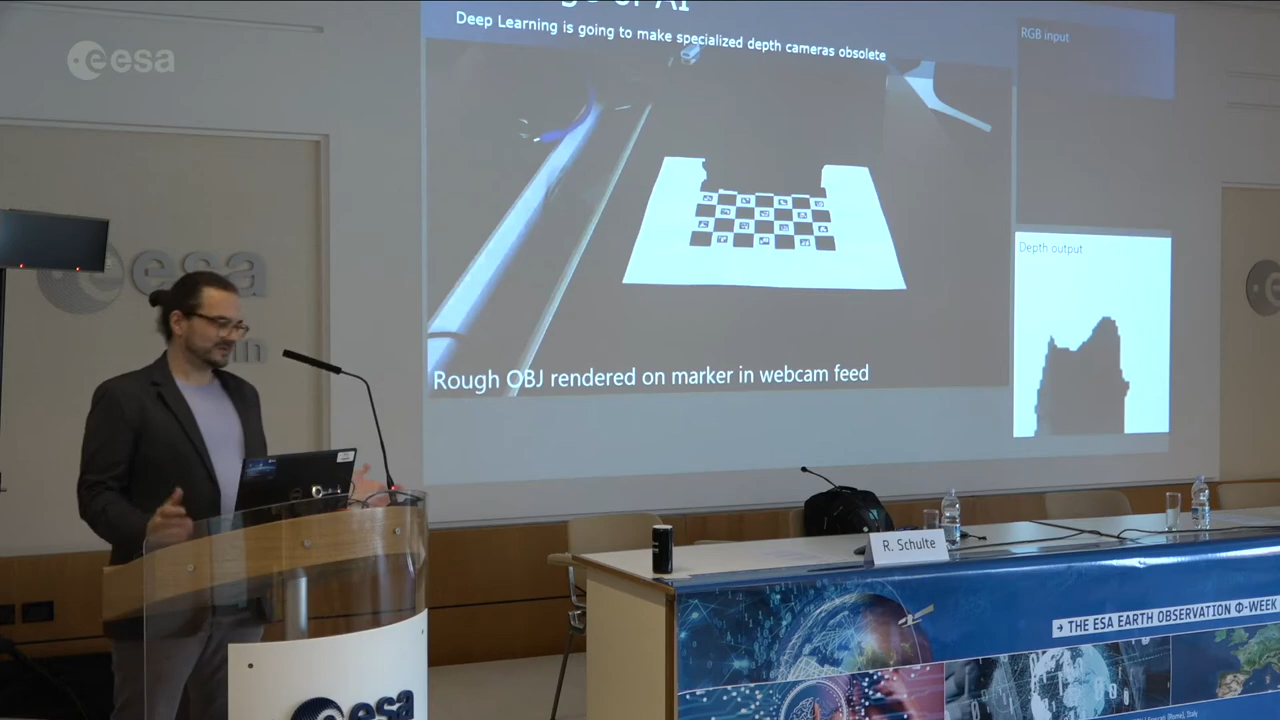 esa
Deep Learning is going to make specialized depth cameras obsolete
RGB input
Depth output
Rough OBJ rendered on marker in webcam feed
esa
R. Schulte
→ THE ESA EARTH OBSERVATION Φ-WEEK
esa